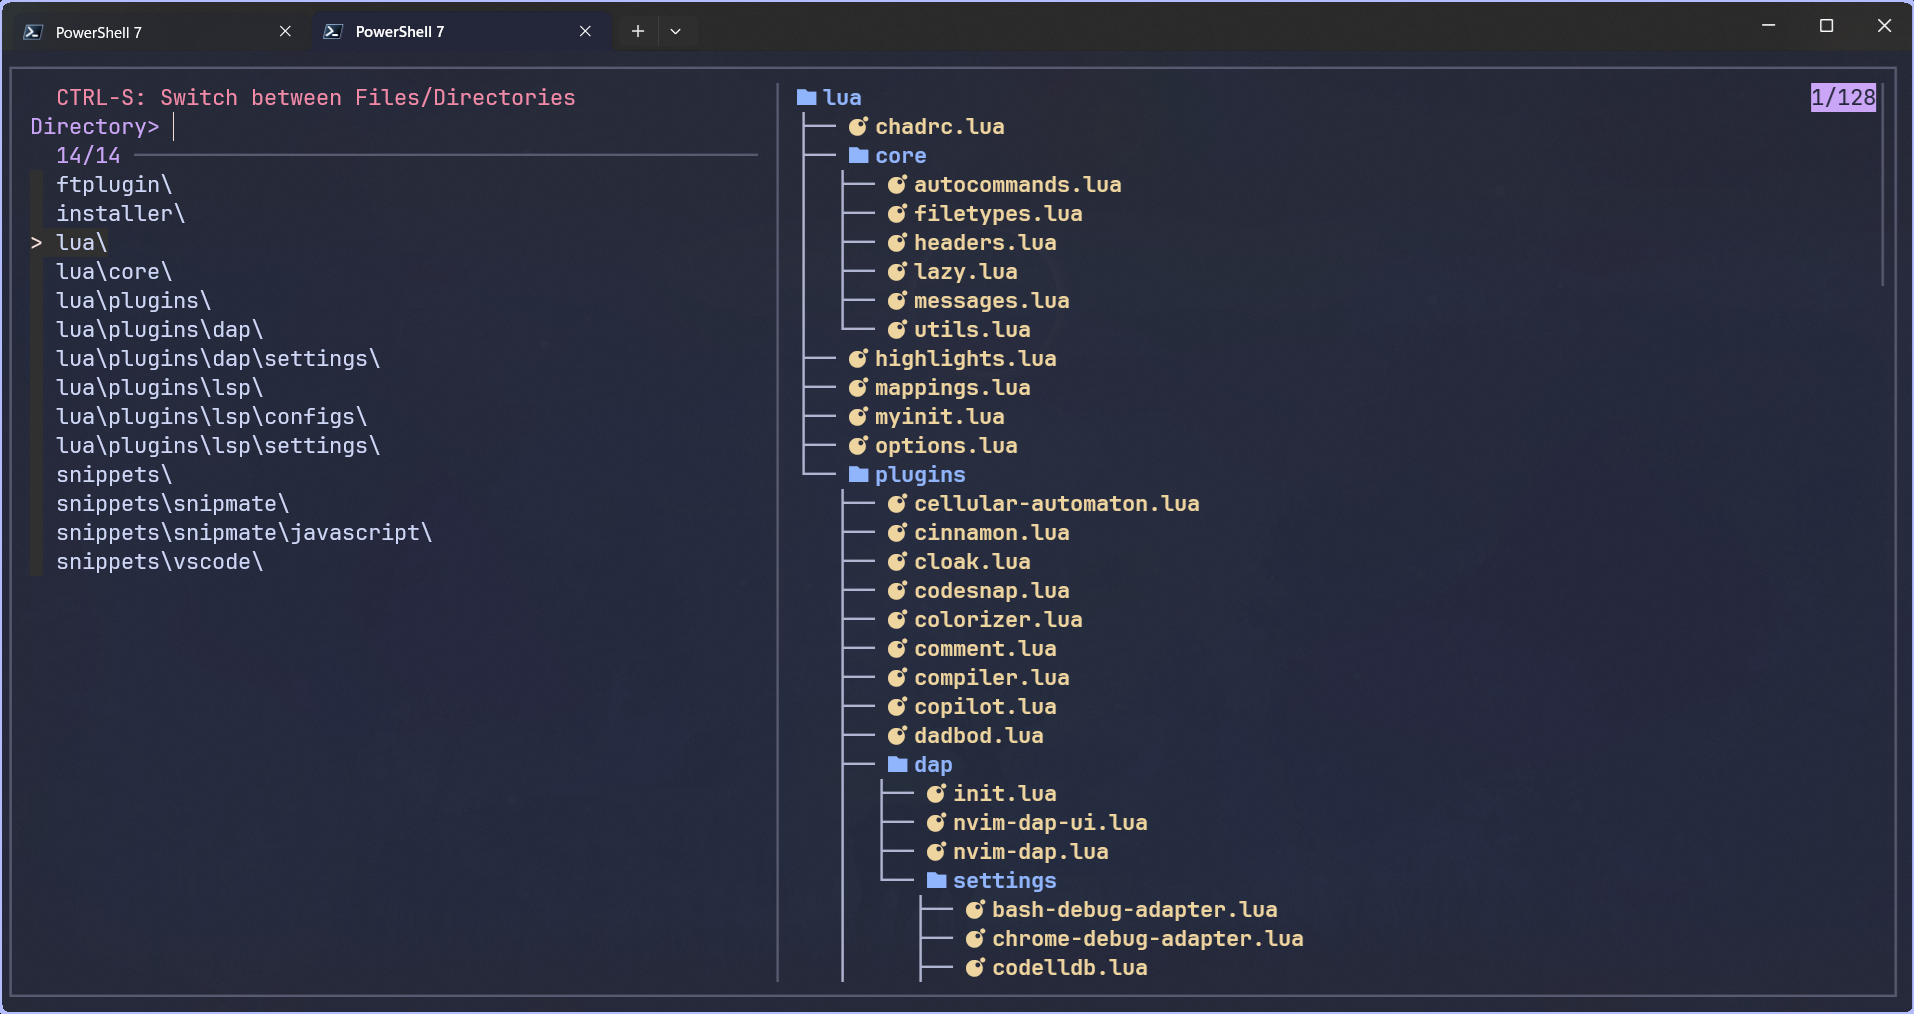 PowerShell 7
PowerShell 7
CTRL-S: Switch between Files/Directories
Directory>
14/14
ftplugin\
installer\
> lua\
lua\core\
lua\plugins\
lua\plugins\dap\
lua\plugins\dap\settings\
lua\plugins\lsp\
lua\plugins\lsp\configs\
lua\plugins\lsp\settings\
snippets\
snippets\snipmate\
snippets\snipmate\javascript\
snippets\vscode\
lua
1/128
chadrc.lua
core
autocommands.lua
filetypes.lua
headers.lua
lazy.lua
messages.lua
utils.lua
highlights.lua
mappings.lua
myinit.lua
options.lua
plugins
cellular-automaton.lua
cinnamon.lua
cloak.lua
codesnap.lua
colorizer.lua
comment.lua
compiler.lua
copilot.lua
dadbod.lua
dap
init.lua
nvim-dap-ui.lua
nvim-dap.lua
settings
bash-debug-adapter.lua
chrome-debug-adapter.lua
codelldb.lua